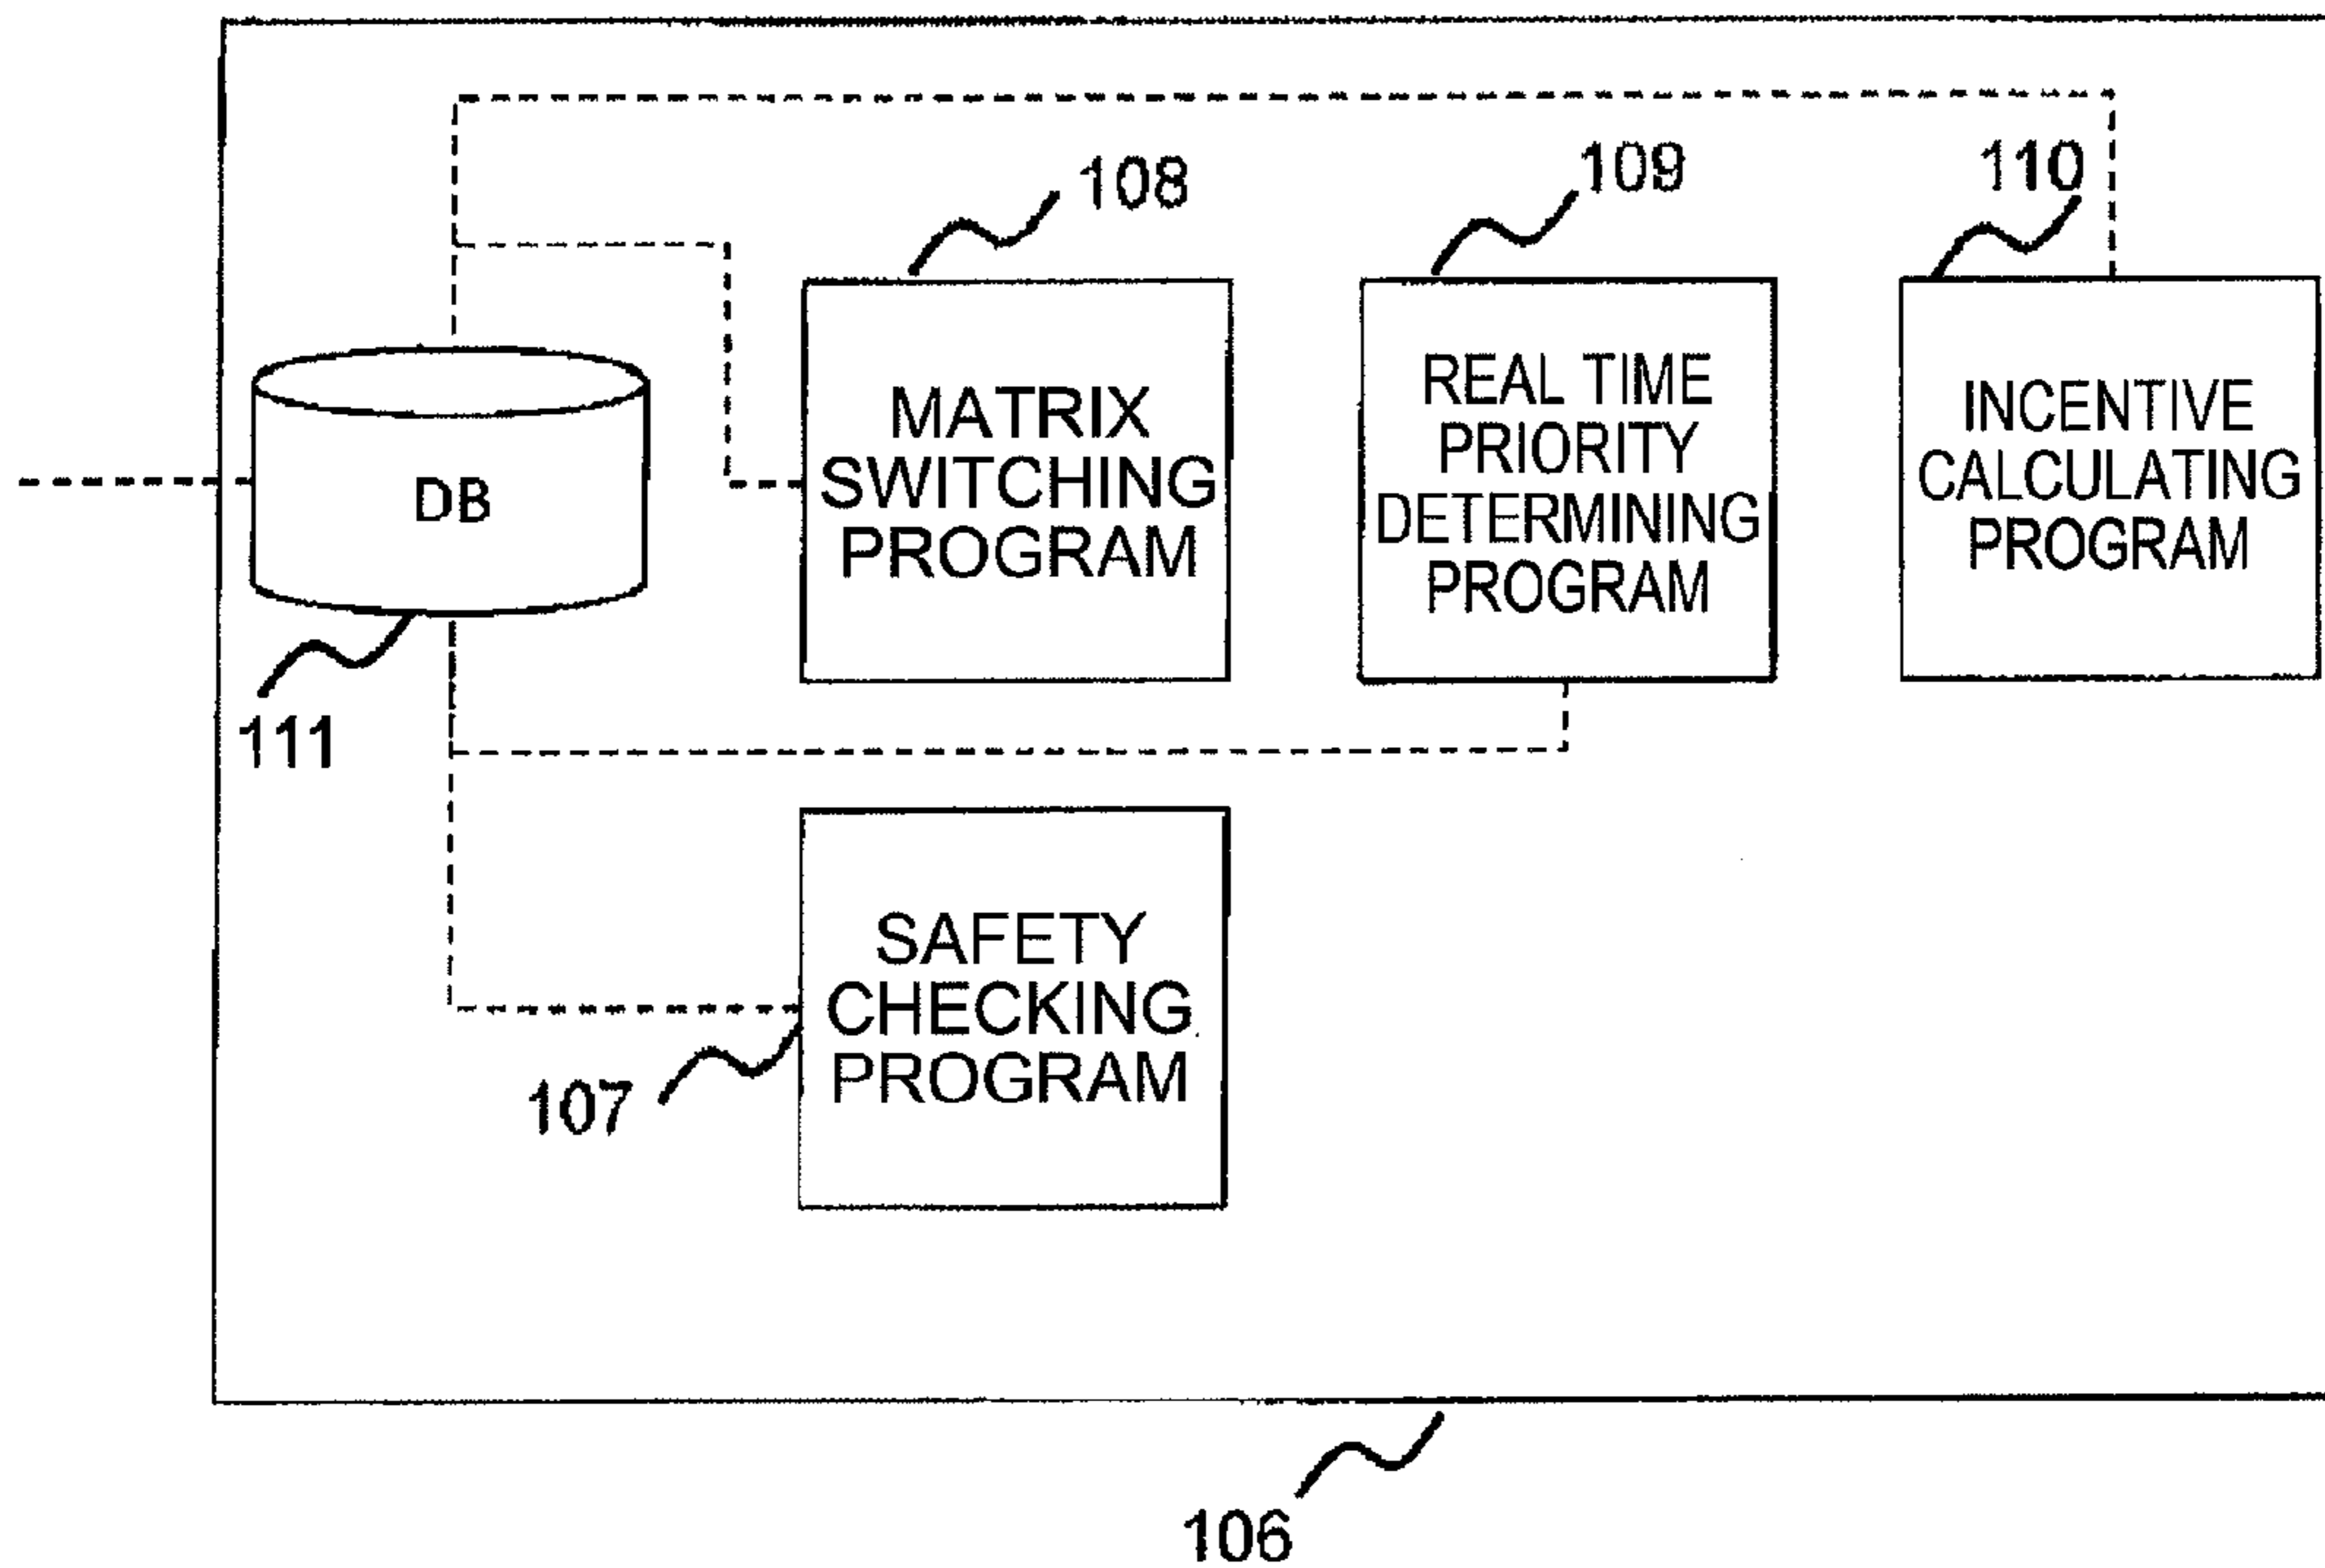 108
109
110
MATRIX
SWITCHING
PROGRAM
REAL TIME
PRIORITY
DETERMINING
PROGRAM
INCENTIVE
CALCULATING
PROGRAM
DB
111
SAFETY
CHECKING
PROGRAM
107
106